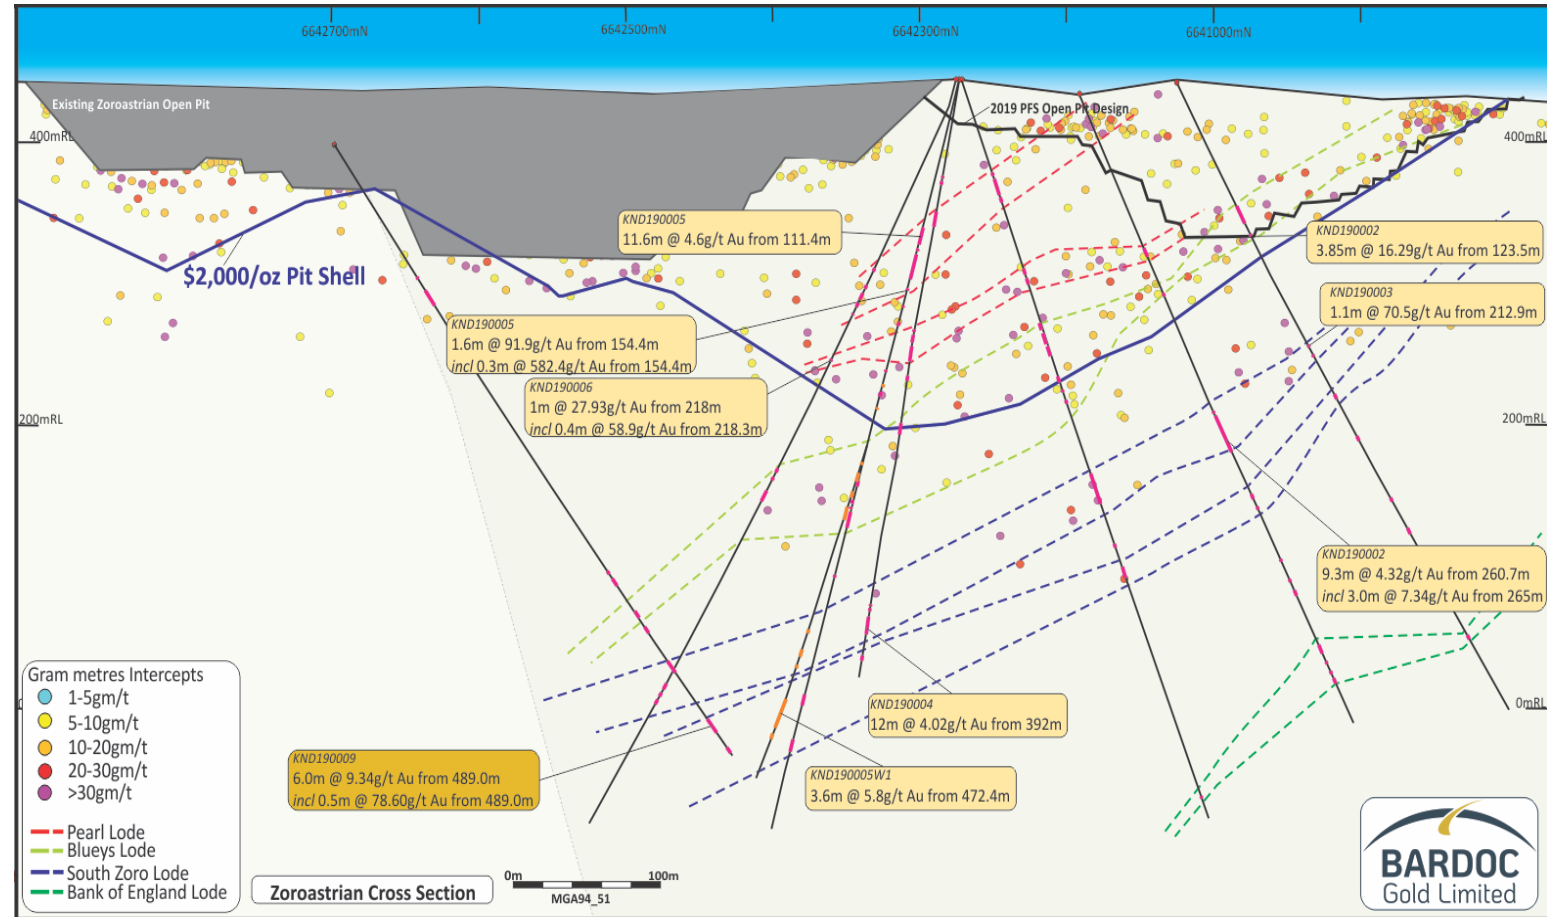 6642700mN
6642500mN
6642300mN
6641000mN
Existing Zoroastrian Open Pit
2019 PFS Open Pit Design
400mRL
400mRL
$2,000/oz Pit Shell
KND190005
11.6m @ 4.6g/t Au from 111.4m
KND190002
3.85m @ 16.29g/t Au from 123.5m
KND190003
1.1m @ 70.5g/t Au from 212.9m
KND190005
1.6m @ 91.9g/t Au from 154.4m
incl 0.3m @ 582.4g/t Au from 154.4m
KND190006
1m @ 27.93g/t Au from 218m
incl 0.4m @ 58.9g/t Au from 218.3m
200mRL
200mRL
KND190002
9.3m @ 4.32g/t Au from 260.7m
incl 3.0m @ 7.34g/t Au from 265m
0mRL
KND190004
12m @ 4.02g/t Au from 392m
KND190009
6.0m @ 9.34g/t Au from 489.0m
incl 0.5m @ 78.60g/t Au from 489.0m
KND190005W1
3.6m @ 5.8g/t Au from 472.4m
Gram metres Intercepts
1-5gm/t
5-10gm/t
10-20gm/t
20-30gm/t
>30gm/t
Pearl Lode
Blueys Lode
South Zoro Lode
Bank of England Lode
Zoroastrian Cross Section
0m 100m
MGA94_51
BARDOC
Gold Limited